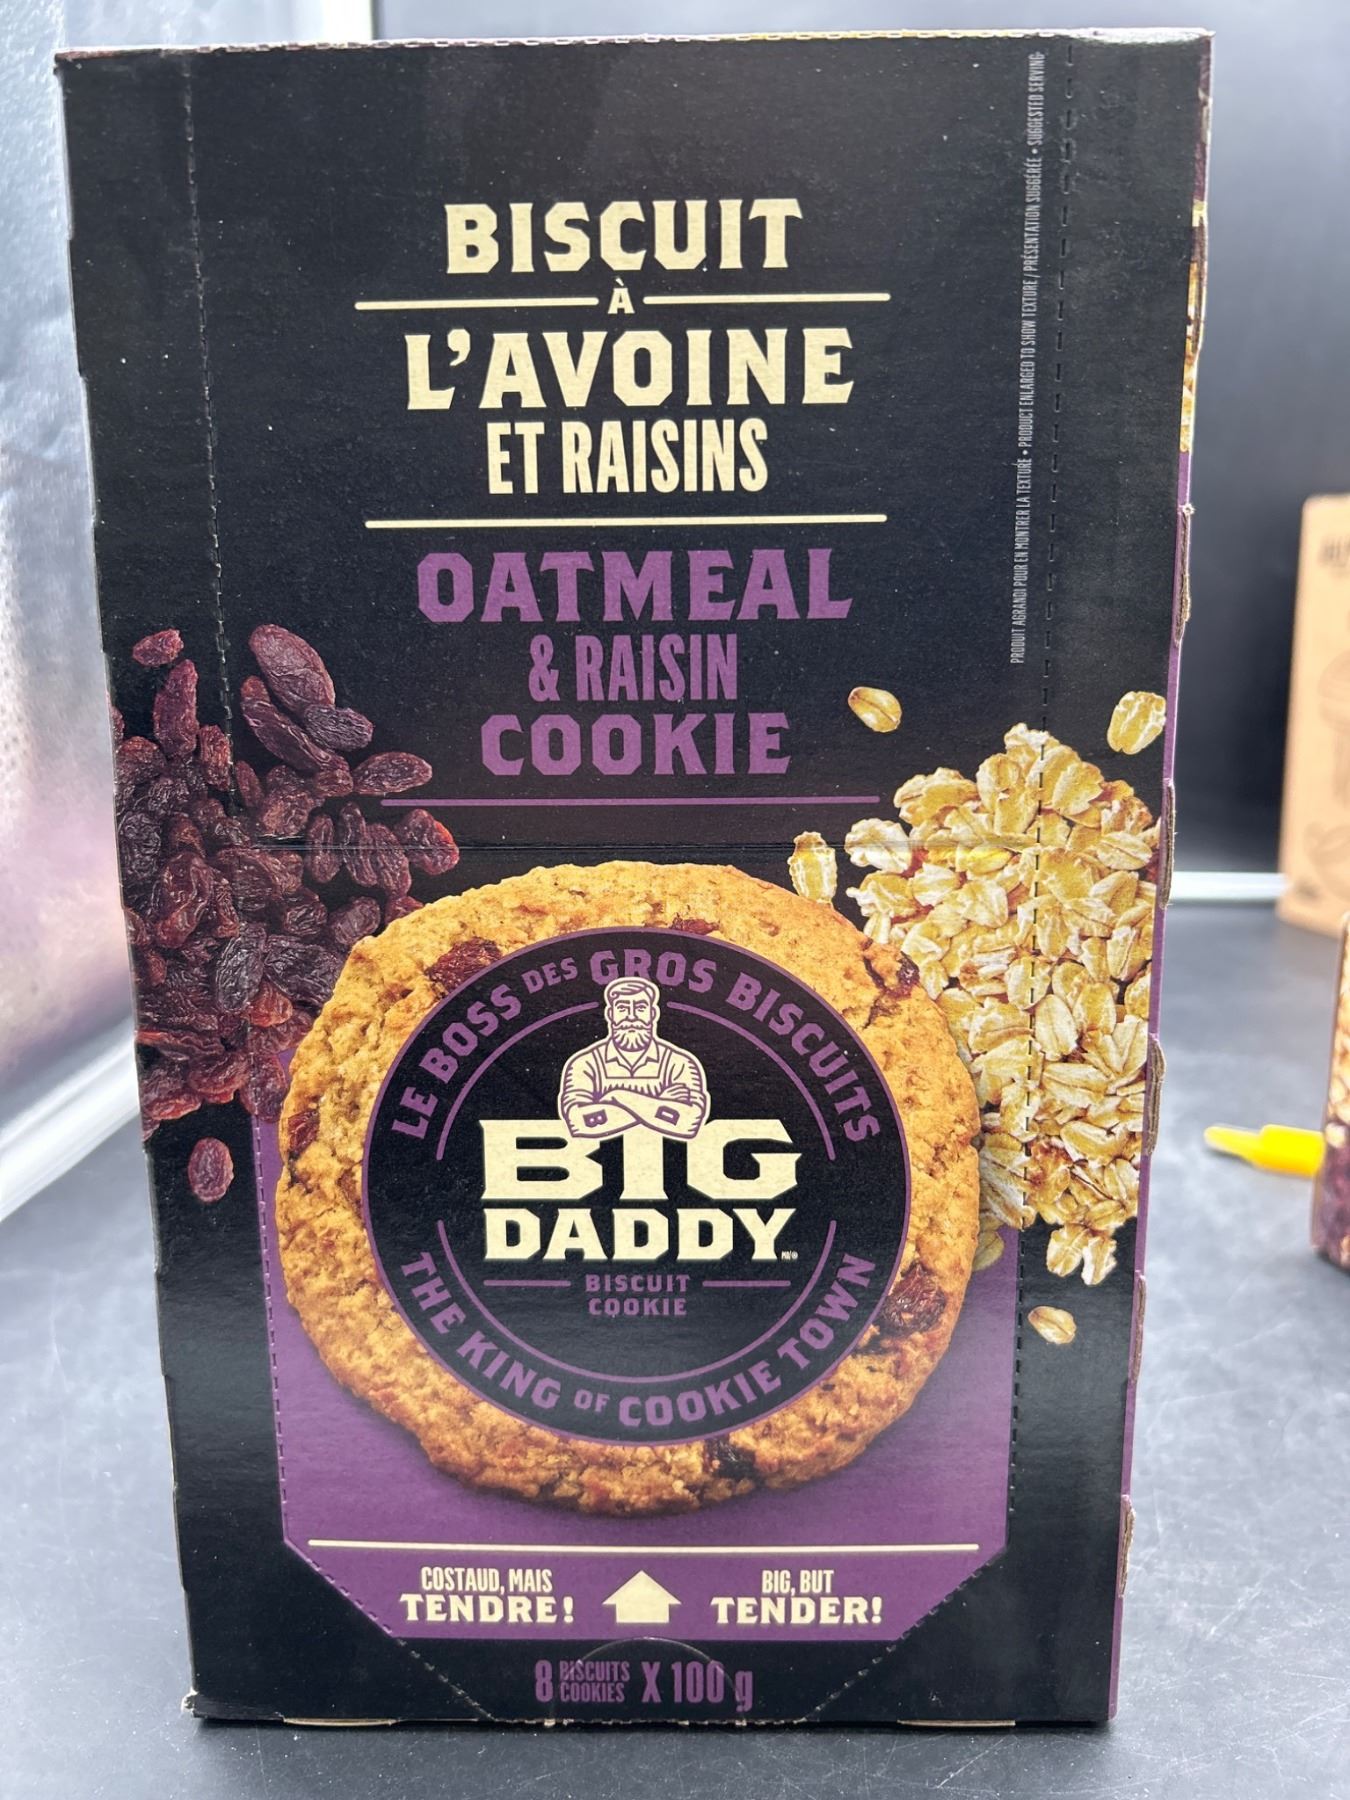 BISCUIT
À
L'AVOINE
ET RAISINS
OATMEAL
& RAISIN
COOKIE
PRODUIT AGRANDI POUR EN MONTRER LA TEXTURE • PRODUCT ENLARGED TO SHOW TEXTURE / PRÉSENTATION SUGGÉRÉE • SUGGESTED SERVING
LE BOSS DES GROS BISCUITS
B D
BIG
DADDY MD®
BISCUIT
COOKIE
THE KING OF COOKIE TOWN
COSTAUD, MAIS
TENDRE!
BIG, BUT
TENDER!
8 BISCUITS COOKIES X 100 g